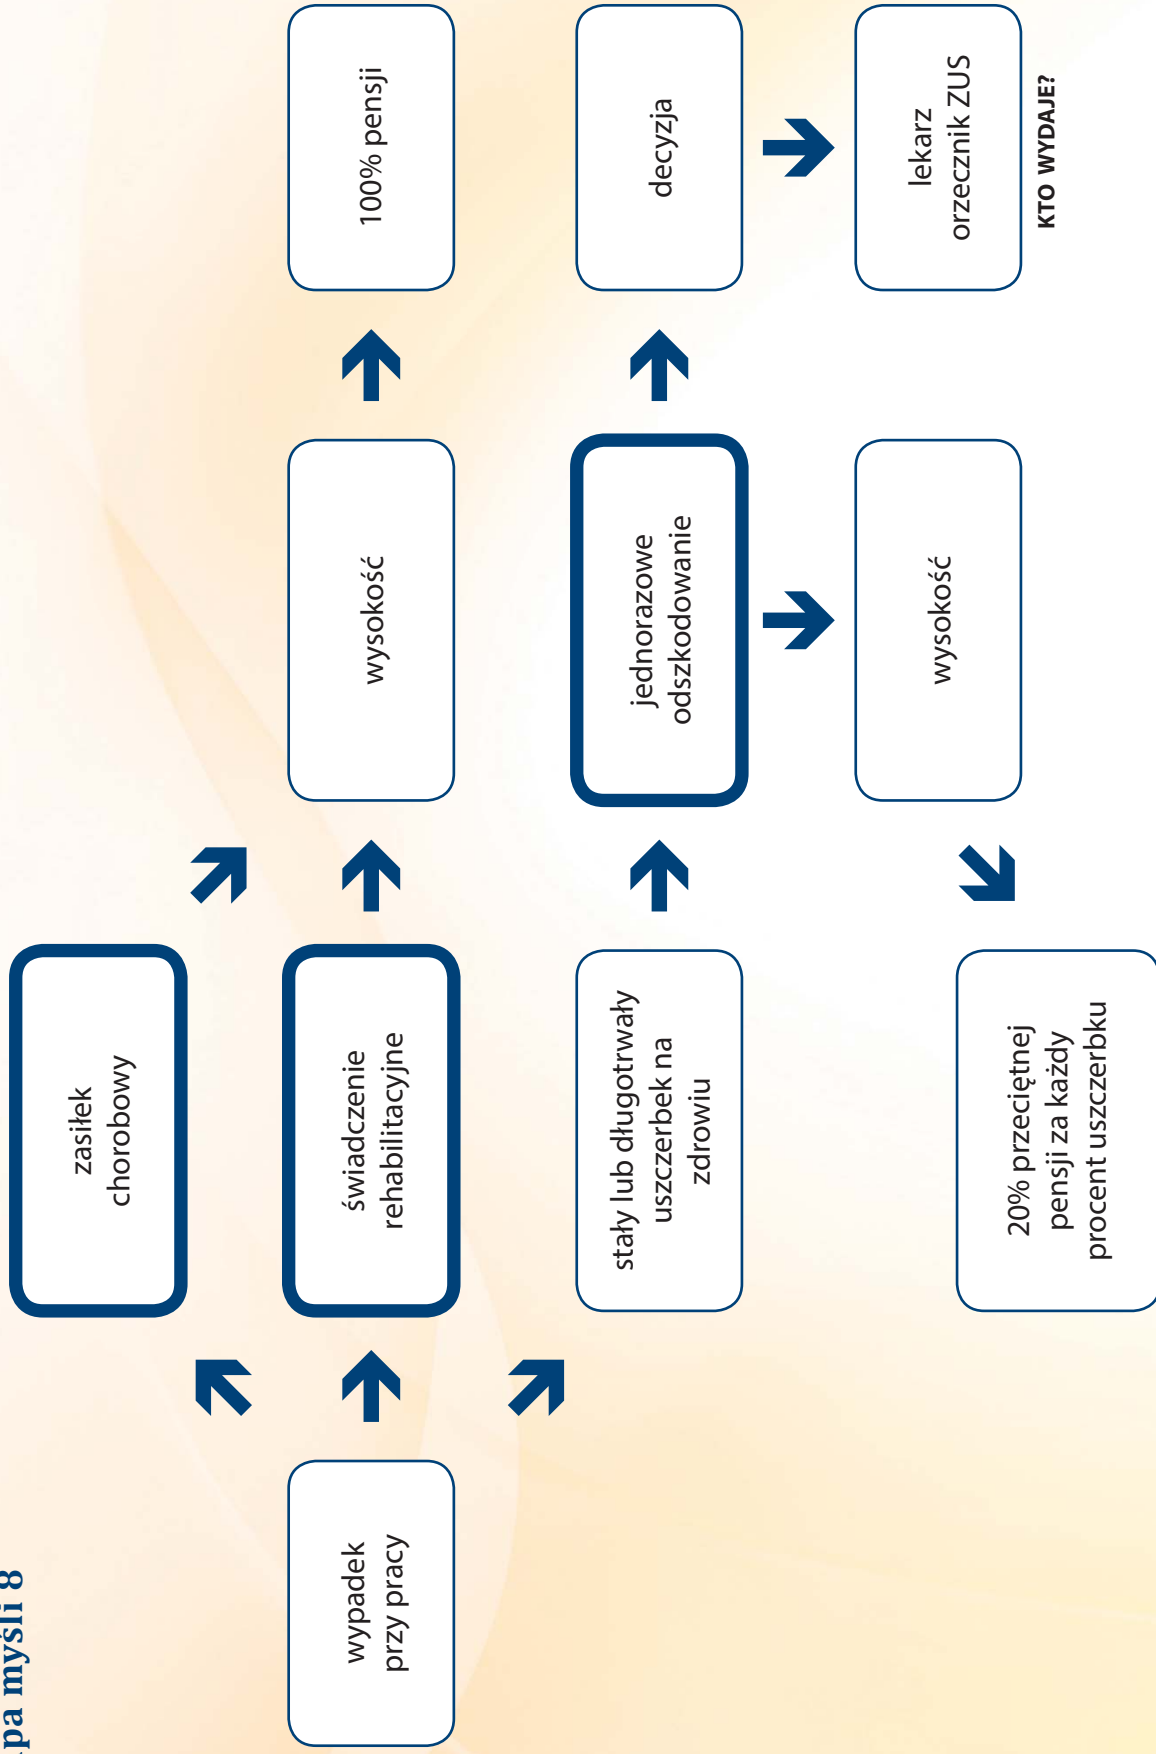 pa myśli 8
zasiłek
chorobowy
wypadek
przy pracy
świadczenie
rehabilitacyjne
wysokość
100% pensji
stały lub długotrwały
uszczerbek na
zdrowiu
jednorazowe
odszkodowanie
decyzja
20% przeciętnej
pensji za każdy
procent uszczerbku
wysokość
lekarz
orzecznik ZUS
KTO WYDAJE?